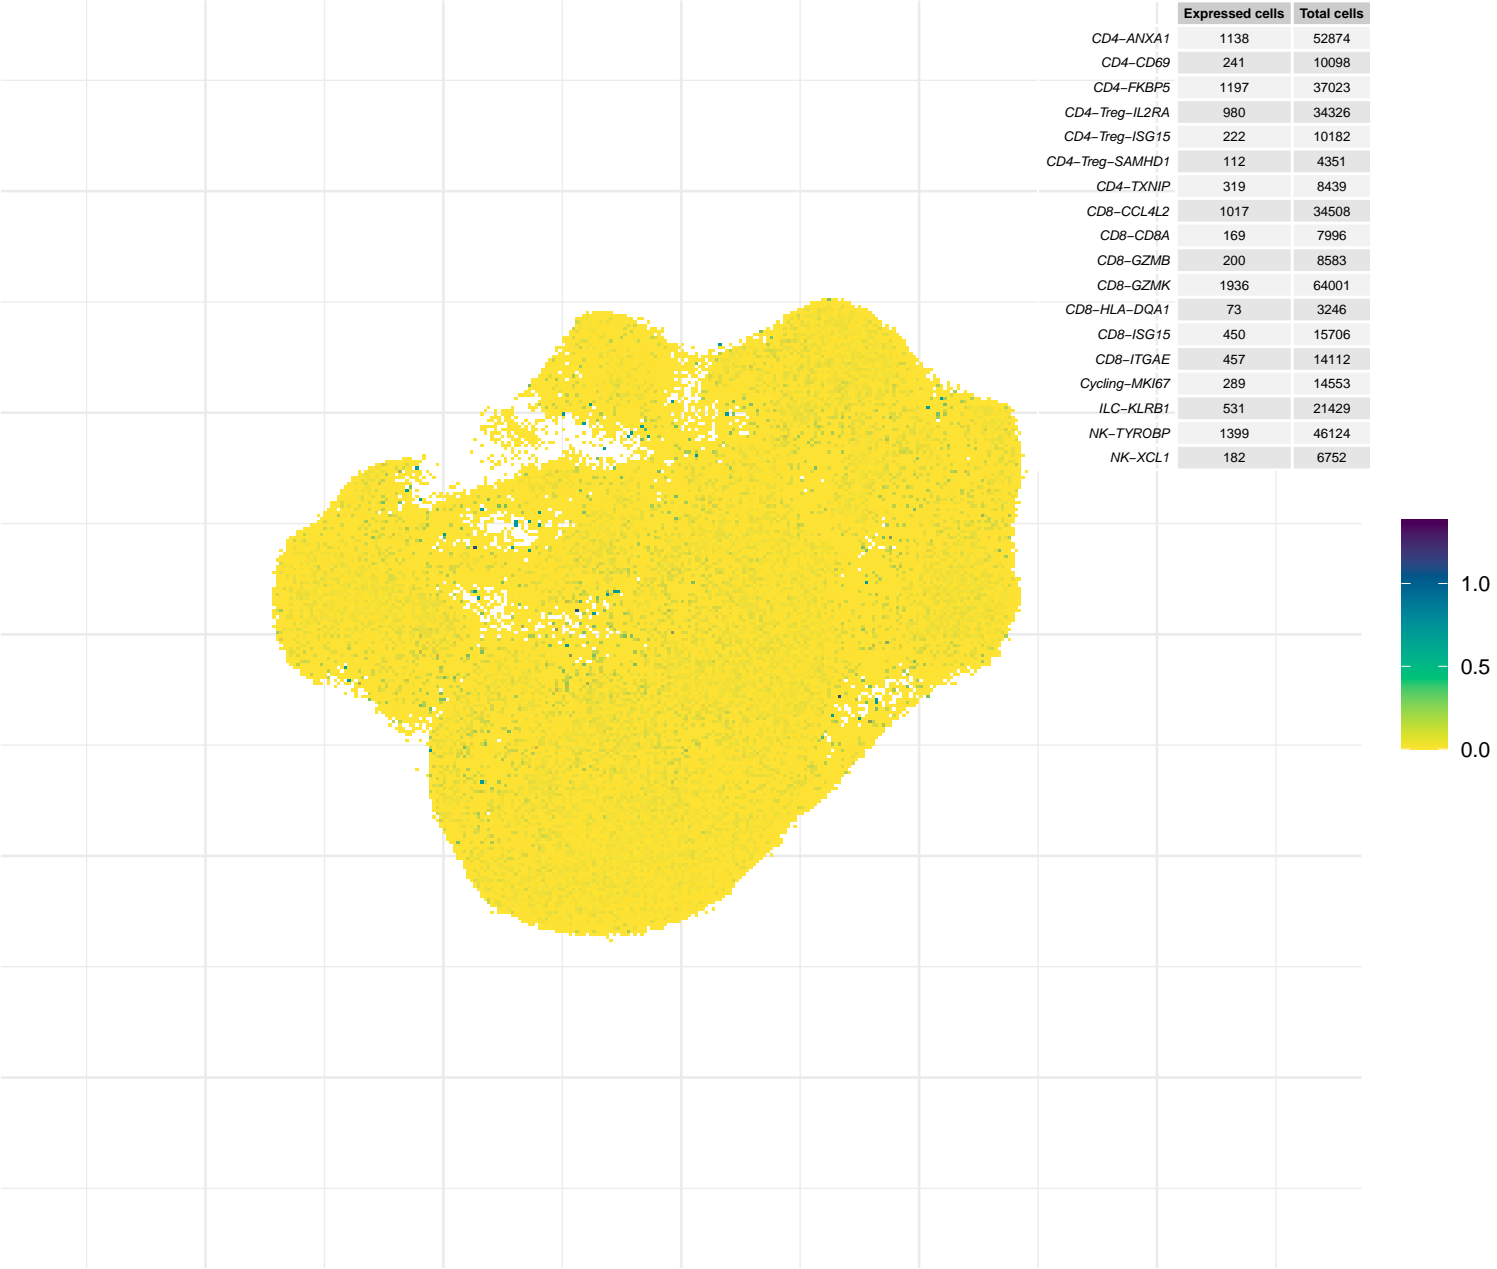 Expressed cells Total cells
CD4−ANXA1 1138 52874
CD4−CD69 241 10098
CD4−FKBP5 1197 37023
CD4−Treg−IL2RA 980 34326
CD4−Treg−ISG15 222 10182
CD4−Treg−SAMHD1 112 4351
CD4−TXNIP 319 8439
CD8−CCL4L2 1017 34508
CD8−CD8A 169 7996
CD8−GZMB 200 8583
CD8−GZMK 1936 64001
CD8−HLA−DQA1 73 3246
CD8−ISG15 450 15706
CD8−ITGAE 457 14112
Cycling−MKI67 289 14553
ILC−KLRB1 531 21429
NK−TYROBP 1399 46124
NK−XCL1 182 6752
1.0
0.5
0.0